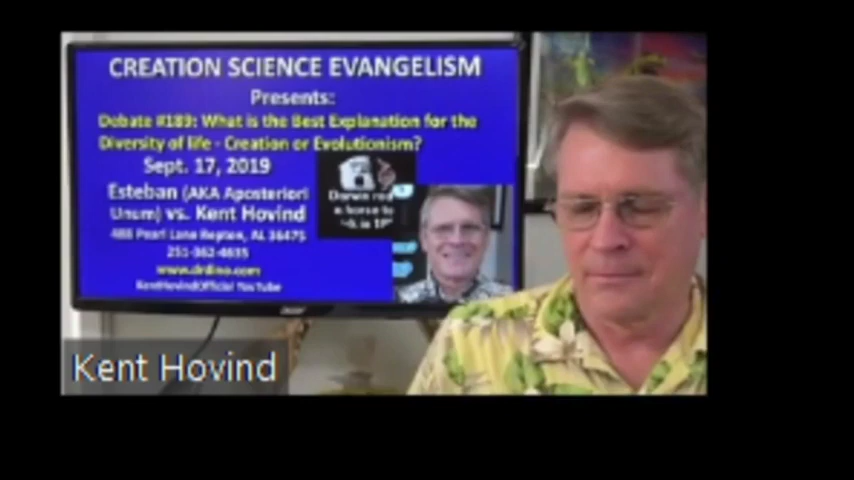 CREATION SCIENCE EVANGELISM
Presents:
Debate #189: What is the Best Explanation for the
Diversity of life - Creation or Evolutionism?
Sept. 17, 2019
Esteban (AKA Aposteriori
Unum) vs. Kent Hovind
488 Pearl Lane Repton, AL 36475
251-362-4635
www.drdino.com
KentHovindOfficial YouTube
Kent Hovind